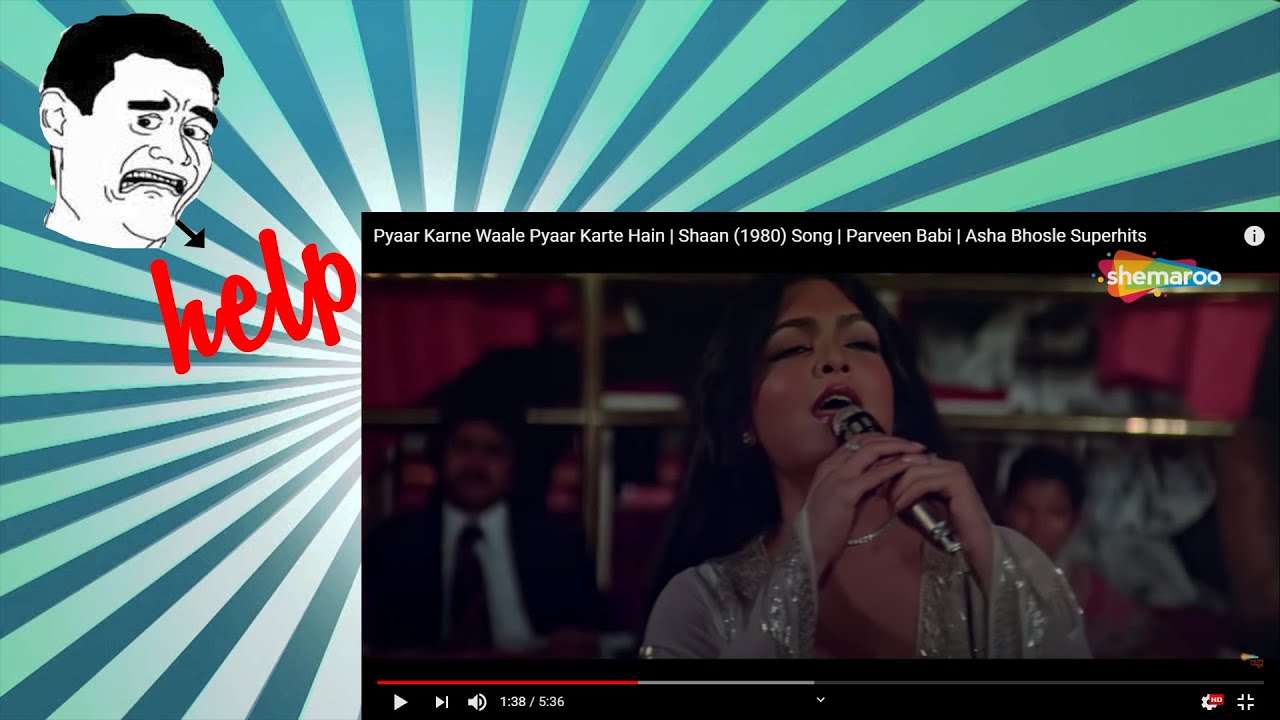 Pyaar Karne Waale Pyaar Karte Hain | Shaan (1980) Song | Parveen Babi | Asha Bhosle Superhits
shemaroo
help
1:38 / 5:36
HD